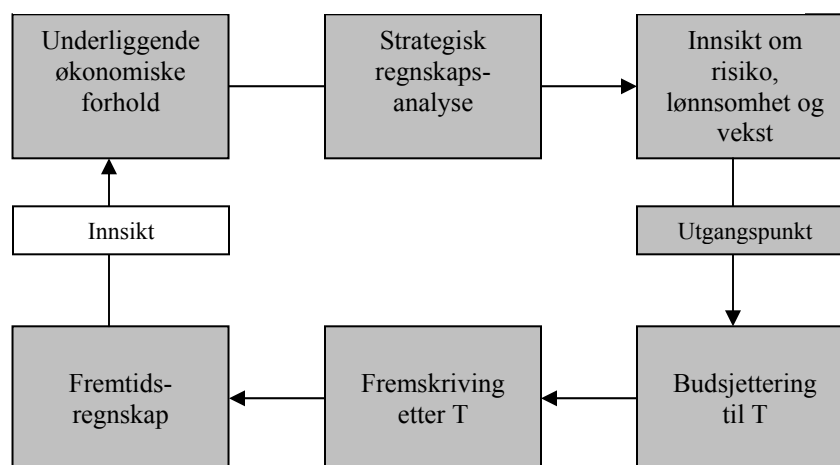 Underliggende
økonomiske
forhold
Strategisk
regnskaps-
analyse
Innsikt om
risiko,
lønnsomhet og
vekst
Innsikt
Utgangspunkt
Fremtids-
regnskap
Fremskriving
etter T
Budsjettering
til T